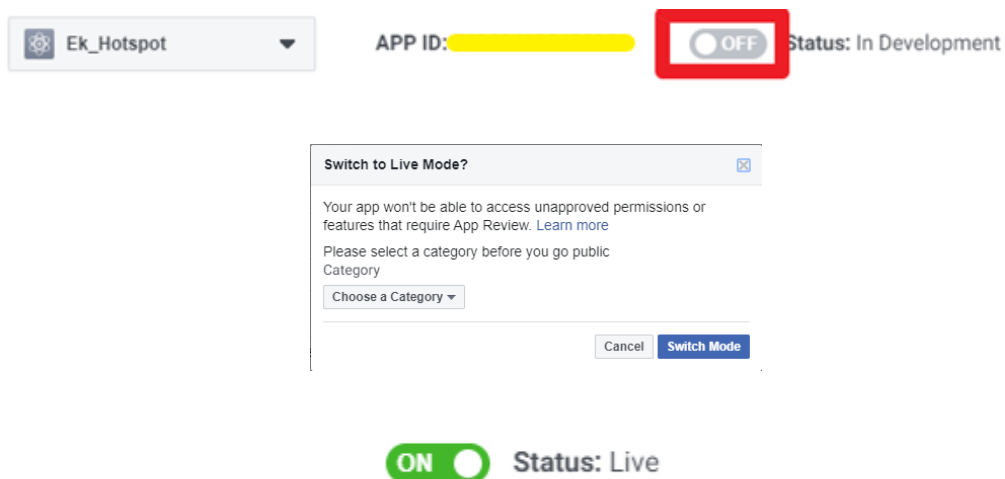 Ek_Hotspot APP ID: OFF Status: In Development
Switch to Live Mode?
Your app won't be able to access unapproved permissions or
features that require App Review. Learn more
Please select a category before you go public
Category
Choose a Category
Cancel Switch Mode
ON Status: Live